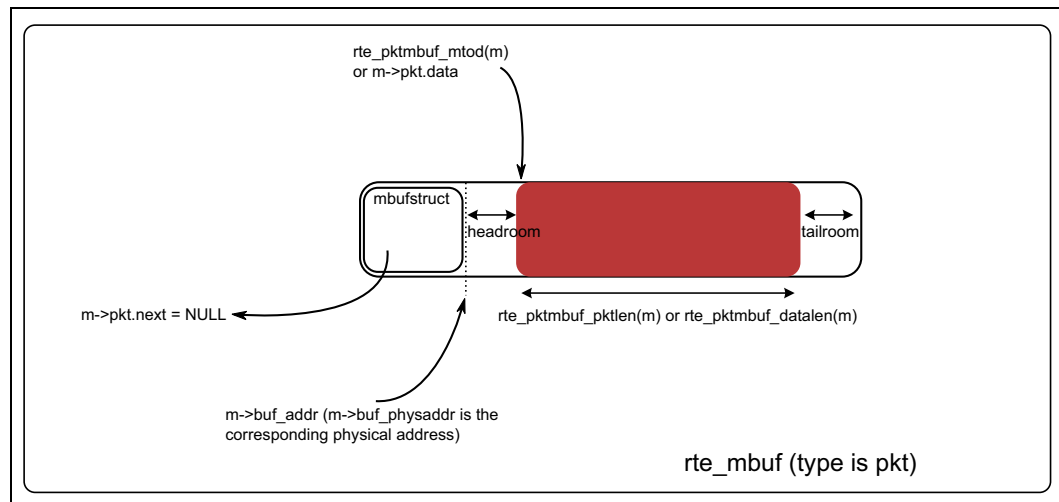 rte_pktmbuf_mtod(m)
or m->pkt.data
mbufstruct
headroom
tailroom
m->pkt.next = NULL
rte_pktmbuf_pktlen(m) or rte_pktmbuf_datalen(m)
m->buf_addr (m->buf_physaddr is the
corresponding physical address)
rte_mbuf (type is pkt)